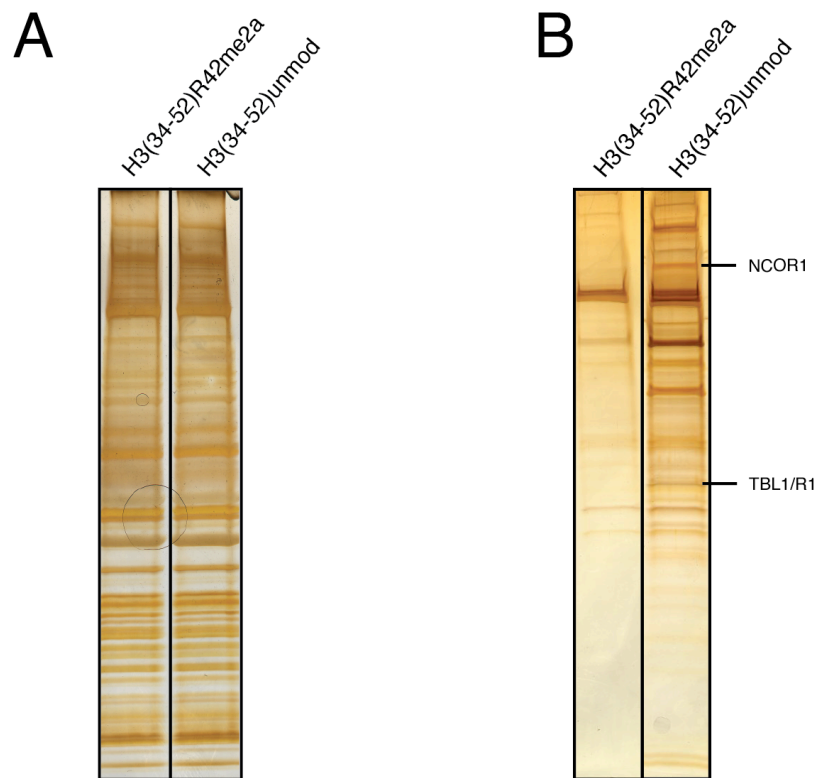 A
H3(34-52)R42me2a
H3(34-52)unmod
B
H3(34-52)R42me2a
H3(34-52)unmod
NCOR1
TBL1/R1